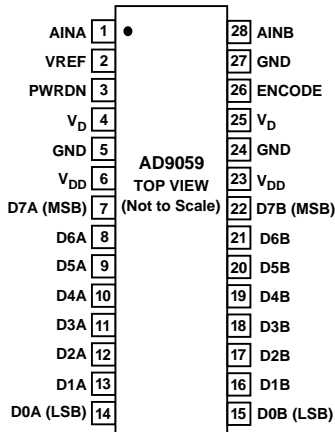 AINA 1 28 AINB
VREF 2 27 GND
PWRDN 3 26 ENCODE
VD 4 25 VD
GND 5 24 GND
VDD 6 23 VDD
AD9059
TOP VIEW
(Not to Scale)
D7A (MSB) 7 22 D7B (MSB)
D6A 8 21 D6B
D5A 9 20 D5B
D4A 10 19 D4B
D3A 11 18 D3B
D2A 12 17 D2B
D1A 13 16 D1B
D0A (LSB) 14 15 D0B (LSB)